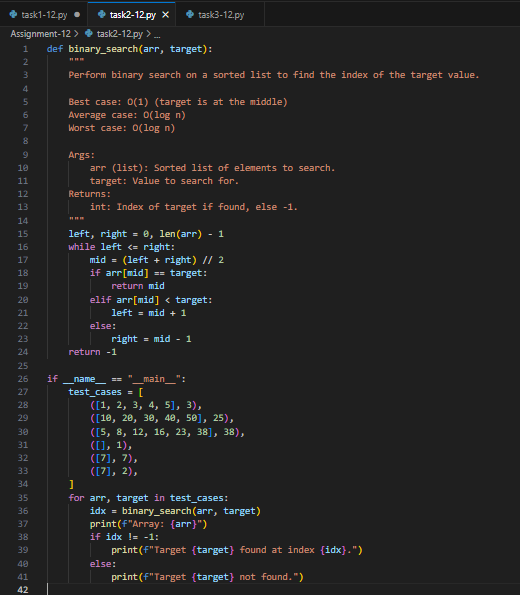 task1-12.py ● task2-12.py × task3-12.py
Assignment-12 > task2-12.py > ...
1 def binary_search(arr, target):
2     """
3     Perform binary search on a sorted list to find the index of the target value.
4
5     Best case: O(1) (target is at the middle)
6     Average case: O(log n)
7     Worst case: O(log n)
8
9     Args:
10         arr (list): Sorted list of elements to search.
11         target: Value to search for.
12     Returns:
13         int: Index of target if found, else -1.
14     """
15     left, right = 0, len(arr) - 1
16     while left <= right:
17         mid = (left + right) // 2
18         if arr[mid] == target:
19             return mid
20         elif arr[mid] < target:
21             left = mid + 1
22         else:
23             right = mid - 1
24     return -1
25
26 if __name__ == "__main__":
27     test_cases = [
28         ([1, 2, 3, 4, 5], 3),
29         ([10, 20, 30, 40, 50], 25),
30         ([5, 8, 12, 16, 23, 38], 38),
31         ([], 1),
32         ([7], 7),
33         ([7], 2),
34     ]
35     for arr, target in test_cases:
36         idx = binary_search(arr, target)
37         print(f"Array: {arr}")
38         if idx != -1:
39             print(f"Target {target} found at index {idx}.")
40         else:
41             print(f"Target {target} not found.")
42